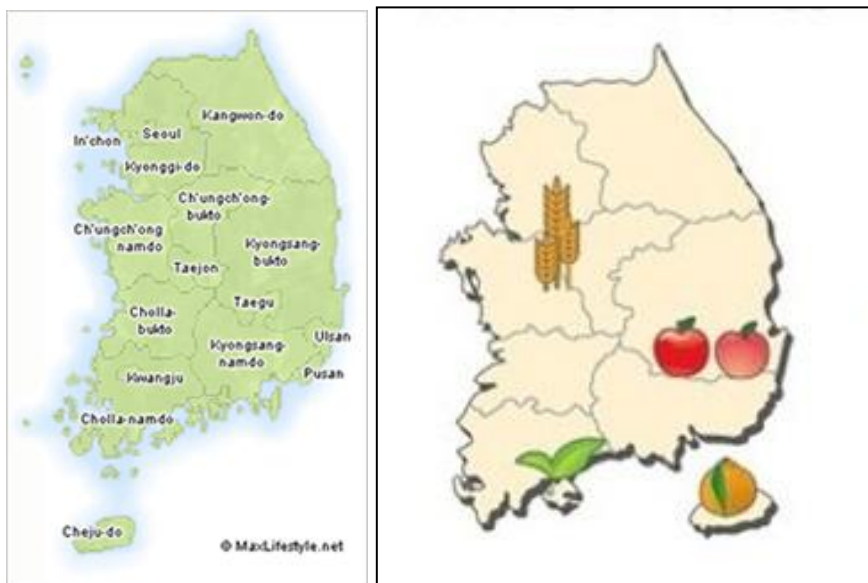 Kangwon-do
Seoul
In'chon
Kyonggi-do
Ch'ungch'ong-
bukto
Ch'ungch'ong
namdo
Kyongsang-
bukto
Taejon
Taegu
Cholla-
bukto
Ulsan
Kyongsang-
namdo
Kwangju
Pusan
Cholla-namdo
Cheju-do
© MaxLifestyle.net